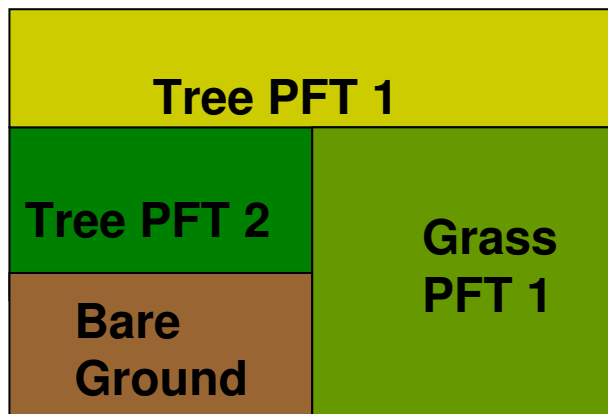 Tree PFT 1
Tree PFT 2
Grass
PFT 1
Bare
Ground